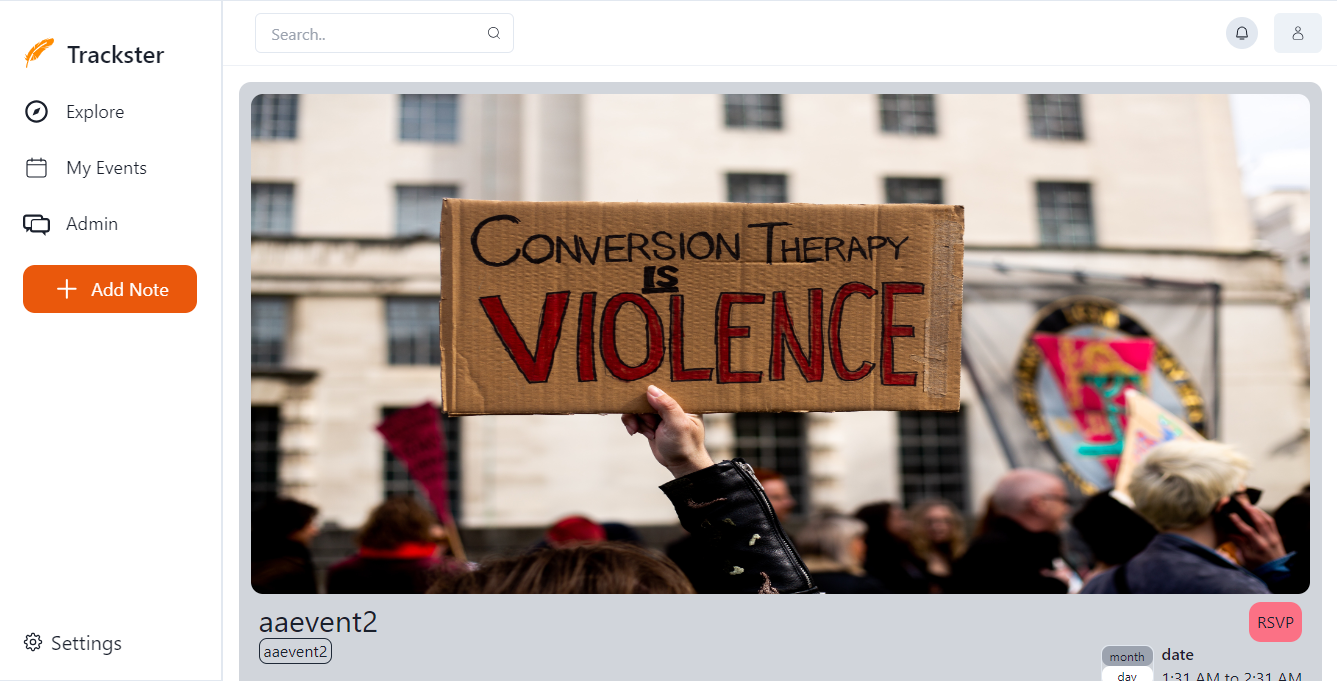 Trackster
Search..
Explore
My Events
Admin
Add Note
CONVERSION THERAPY
IS
VIOLENCE
aaevent2
RSVP
aaevent2
month
date
day
1:31 AM to 2:31 AM
Settings